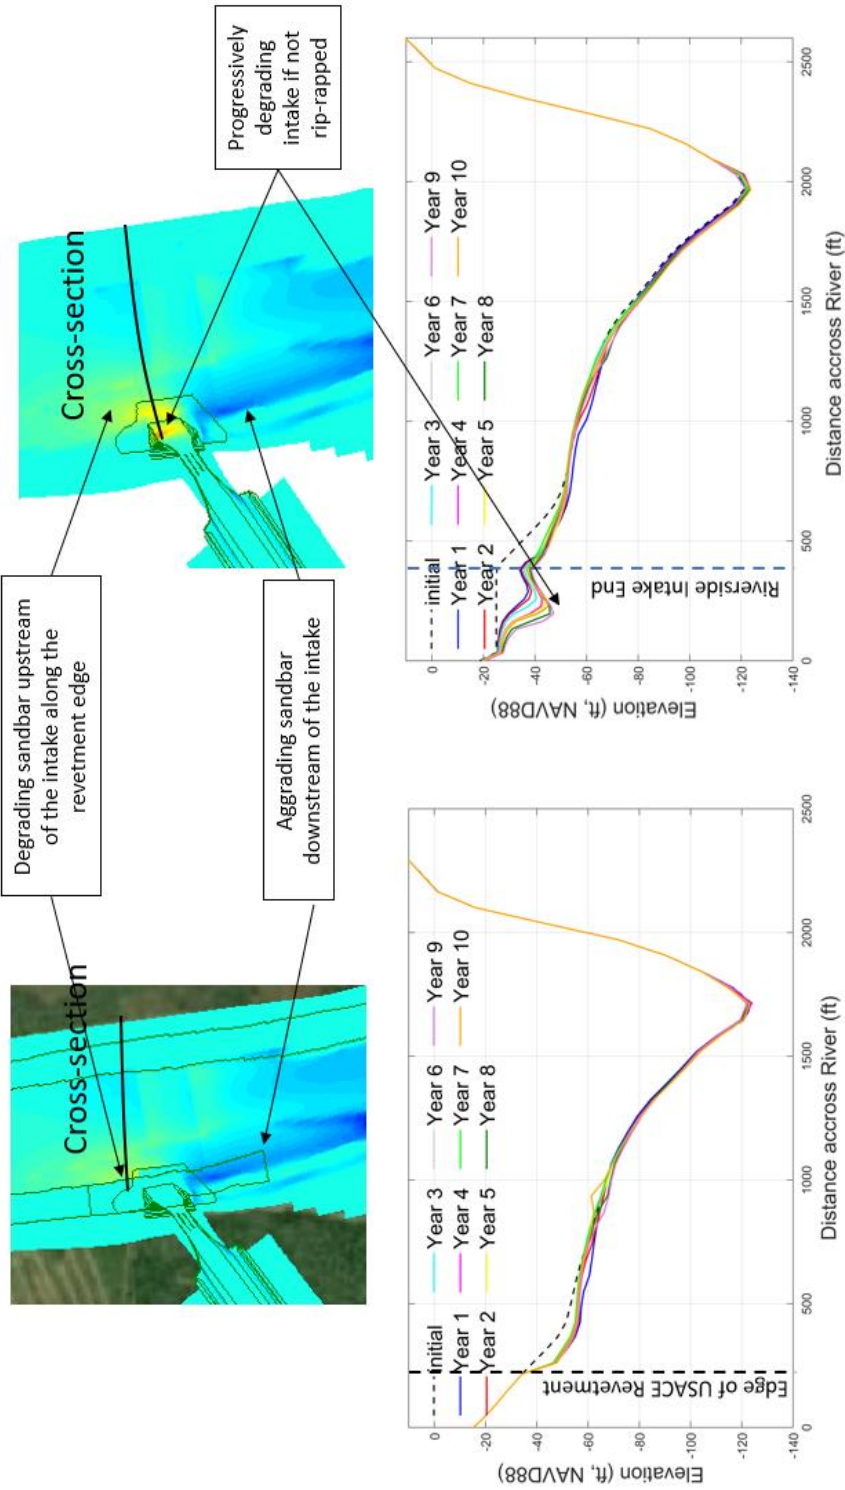 Degrading sandbar upstream
of the intake along the
revetment edge
Aggrading sandbar
downstream of the intake
Progressively
degrading
intake if not
rip-rapped
Cross-section
Cross-section
initial
Year 1
Year 2
Year 3
Year 4
Year 5
Year 6
Year 7
Year 8
Year 9
Year 10
Edge of USACE Revetment
Elevation (ft, NAVD88)
0
-20
-40
-60
-80
-100
-120
-140
0
500
1000
1500
2000
2500
Distance accross River (ft)
initial
Year 1
Year 2
Year 3
Year 4
Year 5
Year 6
Year 7
Year 8
Year 9
Year 10
Riverside Intake End
Elevation (ft, NAVD88)
0
-20
-40
-60
-80
-100
-120
-140
0
500
1000
1500
2000
2500
Distance accross River (ft)